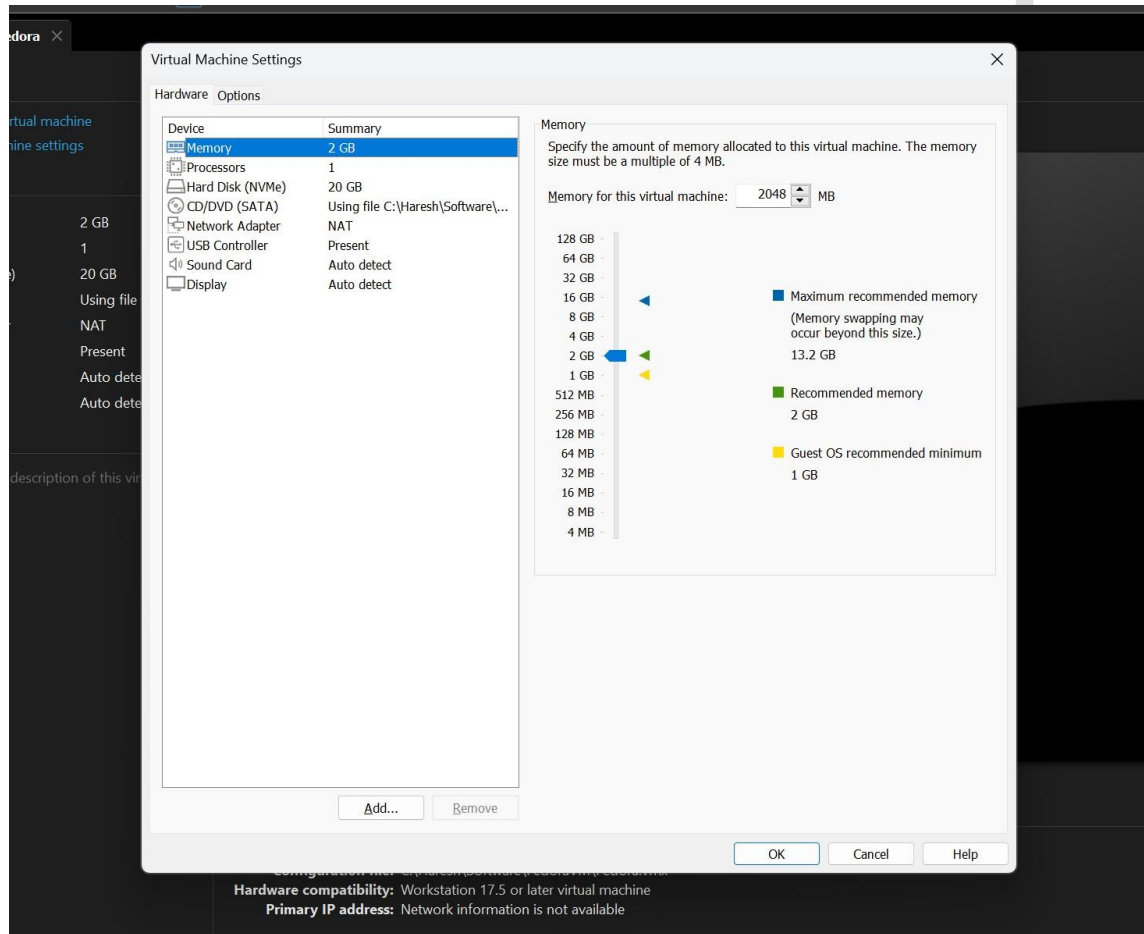 edora ×
Virtual Machine Settings
Hardware Options
rtual machine
hine settings
2 GB
1
20 GB
Using file
NAT
Present
Auto dete
Auto dete
description of this vir
Device Summary
Memory 2 GB
Processors 1
Hard Disk (NVMe) 20 GB
CD/DVD (SATA) Using file C:\Haresh\Software\...
Network Adapter NAT
USB Controller Present
Sound Card Auto detect
Display Auto detect
Add... Remove
Memory
Specify the amount of memory allocated to this virtual machine. The memory
size must be a multiple of 4 MB.
Memory for this virtual machine: 2048 MB
128 GB
64 GB
32 GB
16 GB
8 GB
4 GB
2 GB
1 GB
512 MB
256 MB
128 MB
64 MB
32 MB
16 MB
8 MB
4 MB
Maximum recommended memory
(Memory swapping may
occur beyond this size.)
13.2 GB
Recommended memory
2 GB
Guest OS recommended minimum
1 GB
OK Cancel Help
Hardware compatibility: Workstation 17.5 or later virtual machine
Primary IP address: Network information is not available